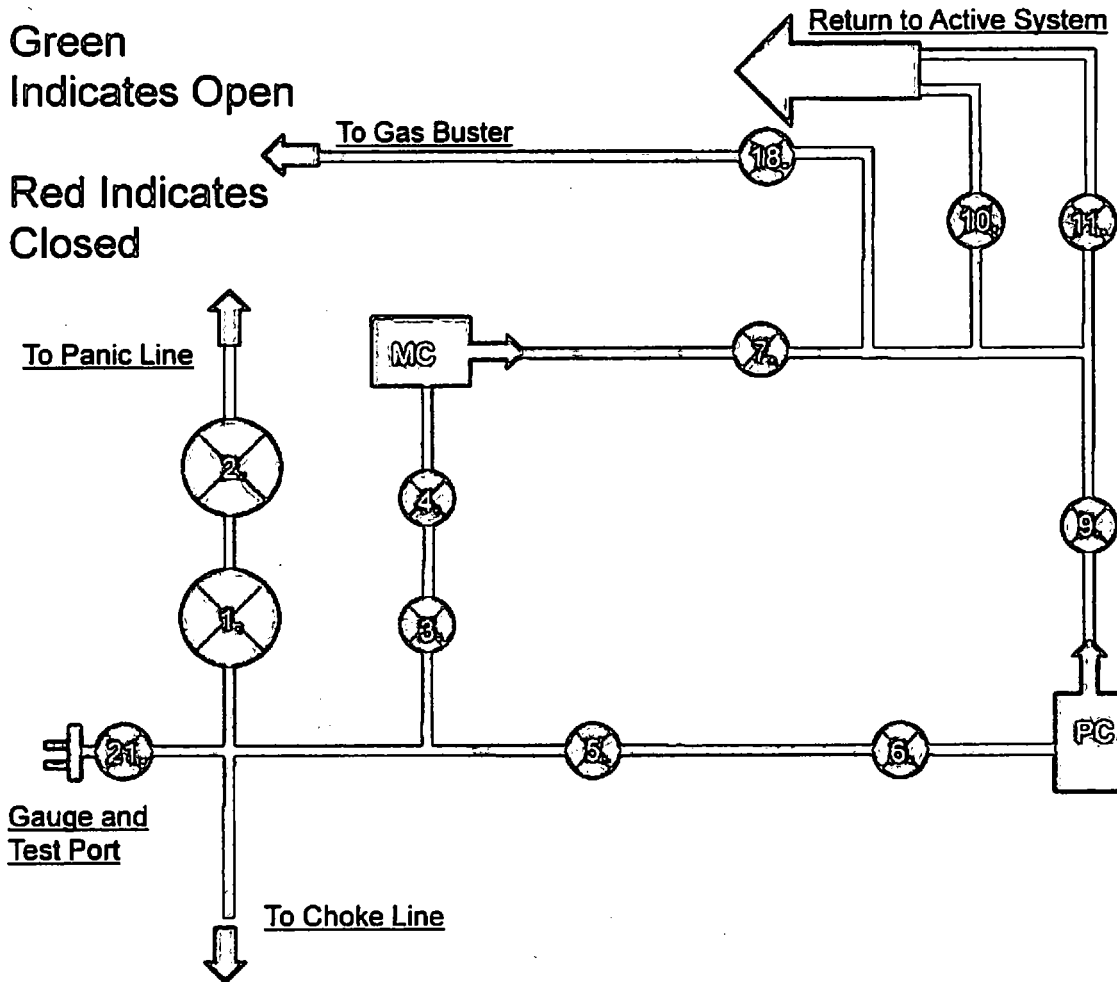 Return to Active System
Green
Indicates Open
To Gas Buster
18.
Red Indicates
Closed
10.
11.
To Panic Line
MC
7.
2.
4.
9.
1.
3.
21.
5.
6.
PC
Gauge and
Test Port
To Choke Line